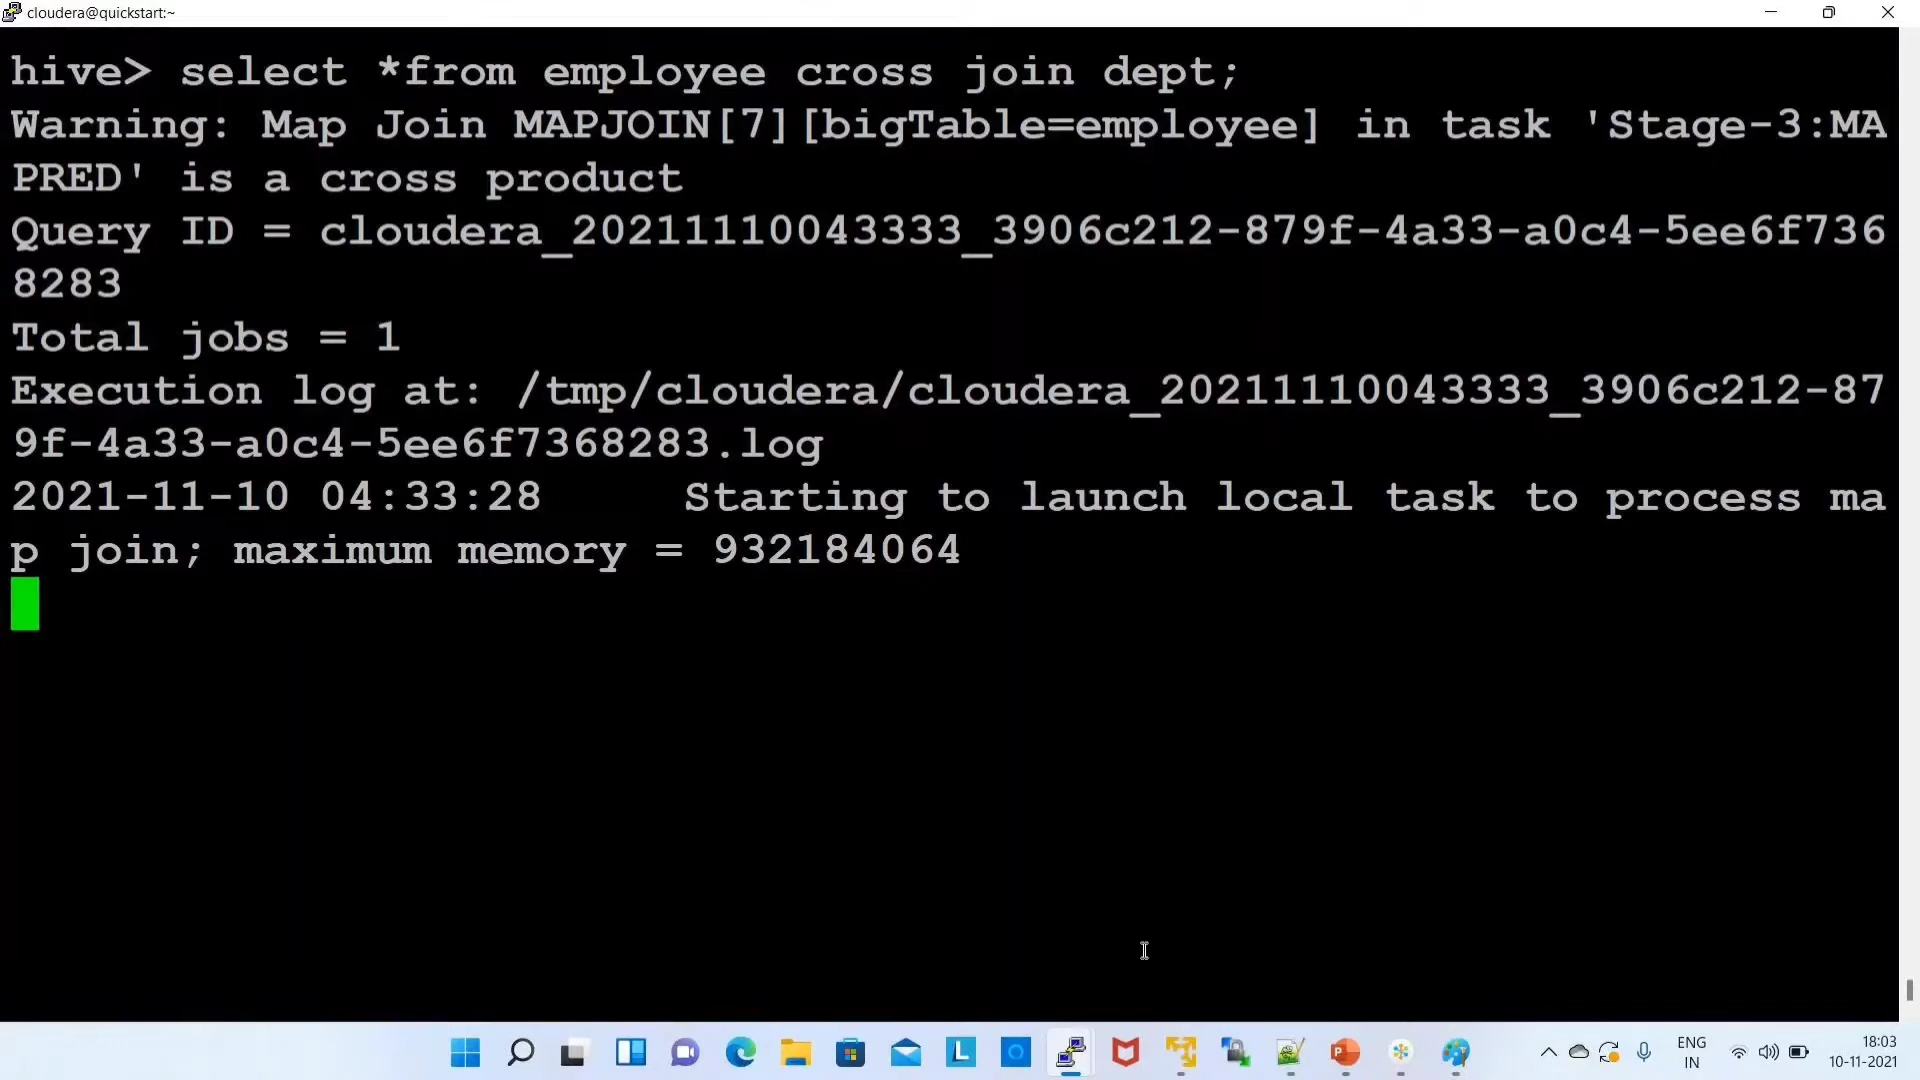 cloudera@quickstart:~
hive> select *from employee cross join dept;
Warning: Map Join MAPJOIN[7][bigTable=employee] in task 'Stage-3:MA
PRED' is a cross product
Query ID = cloudera_20211110043333_3906c212-879f-4a33-a0c4-5ee6f736
8283
Total jobs = 1
Execution log at: /tmp/cloudera/cloudera_20211110043333_3906c212-87
9f-4a33-a0c4-5ee6f7368283.log
2021-11-10 04:33:28     Starting to launch local task to process ma
p join; maximum memory = 932184064
L
ENG
IN
18:03
10-11-2021